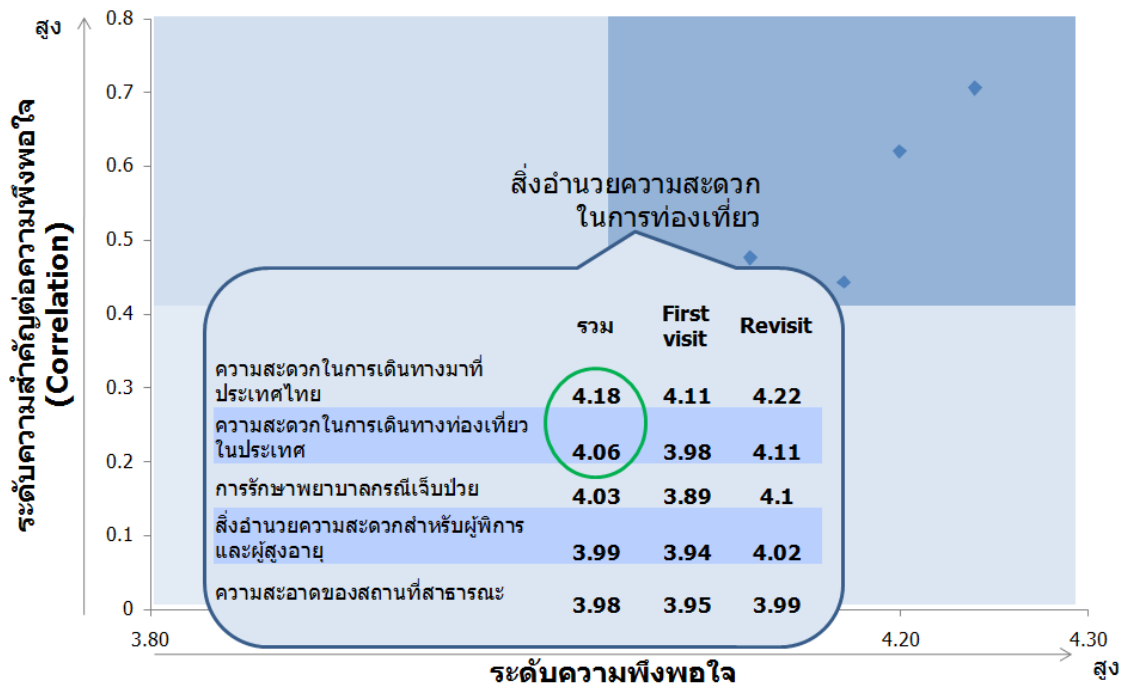 สูง
ระดับความสำคัญต่อความพึงพอใจ
(Correlation)
0.8
0.7
0.6
0.5
0.4
0.3
0.2
0.1
0
สิ่งอำนวยความสะดวก
ในการท่องเที่ยว
รวม First visit Revisit
ความสะดวกในการเดินทางมาที่
ประเทศไทย 4.18 4.11 4.22
ความสะดวกในการเดินทางท่องเที่ยว
ในประเทศ 4.06 3.98 4.11
การรักษาพยาบาลกรณีเจ็บป่วย 4.03 3.89 4.1
สิ่งอำนวยความสะดวกสำหรับผู้พิการ
และผู้สูงอายุ 3.99 3.94 4.02
ความสะอาดของสถานที่สาธารณะ 3.98 3.95 3.99
3.80 4.20 4.30
ระดับความพึงพอใจ
สูง